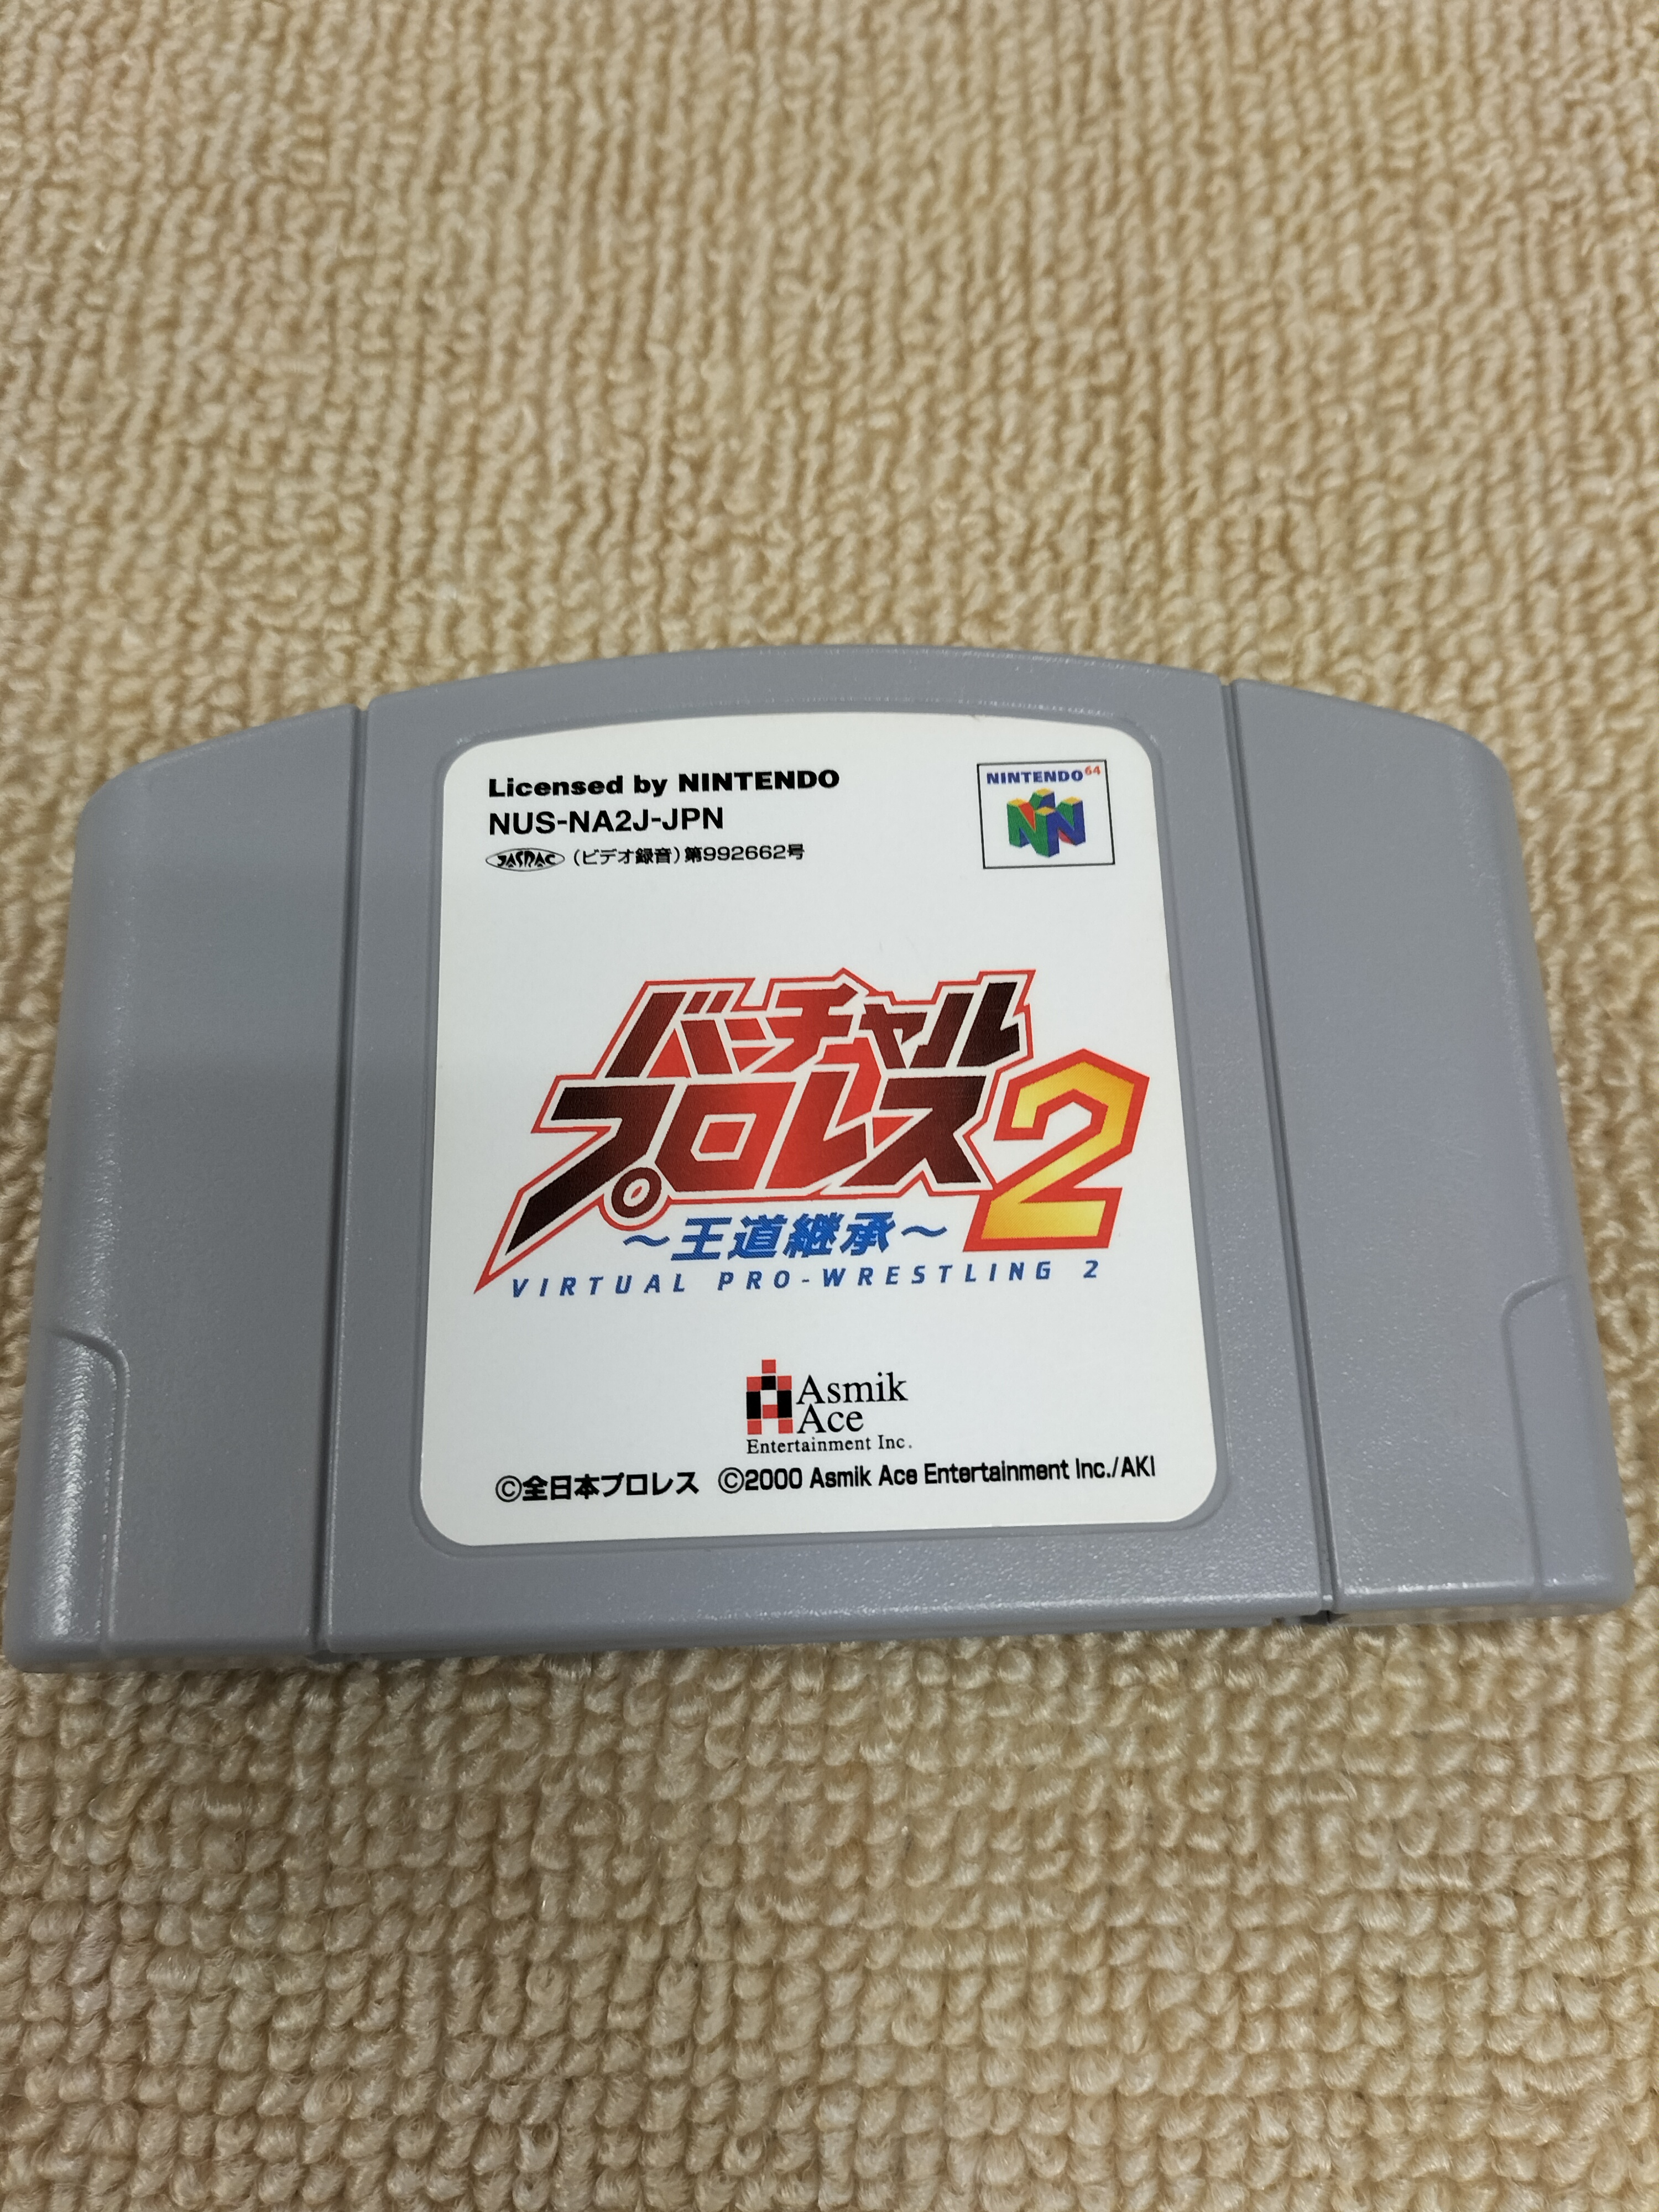 Licensed by NINTENDO
NUS-NA2J-JPN
JASRAC (ビデオ録音)第992662号
NINTENDO64
バーチャル
プロレス2
~王道継承~
VIRTUAL PRO-WRESTLING 2
Asmik
Ace
Entertainment Inc.
©全日本プロレス ©2000 Asmik Ace Entertainment Inc./AKI